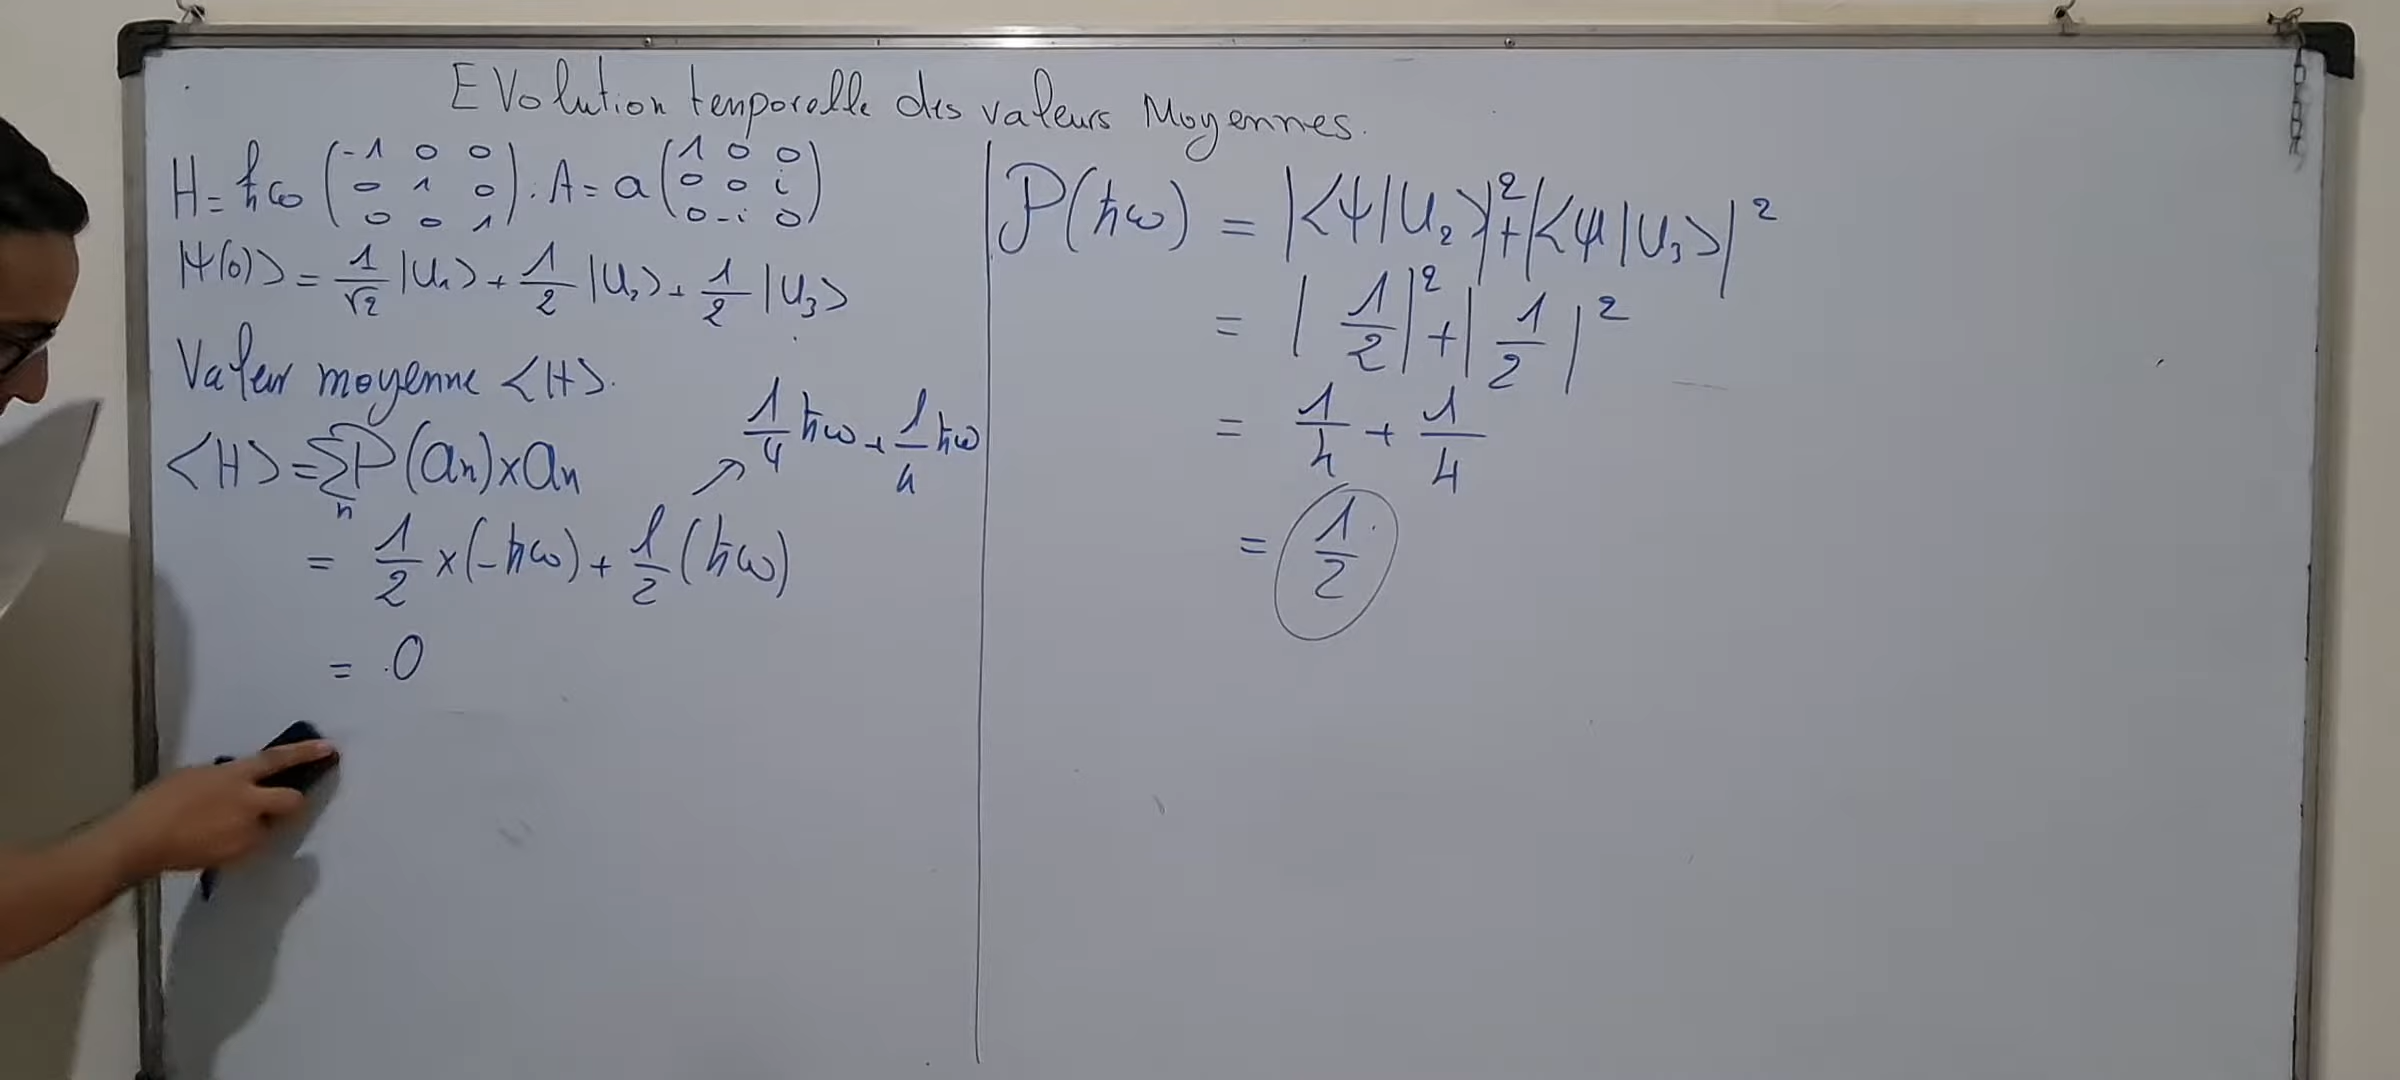 EVolution temporelle des valeurs Moyennes.
H = ħω (-1 0 0 / 0 1 0 / 0 0 1) . A = a (1 0 0 / 0 0 i / 0 -i 0)
|Ψ(0)> = 1/√2 |U₁> + 1/2 |U₂> + 1/2 |U₃>
Valeur moyenne <H>.
<H> = Σₙ P(aₙ) x aₙ
= 1/2 x (-ħω) + 1/2 (ħω)
↗ 1/4 ħω + 1/4 ħω
= 0
P(ħω) = |<Ψ|U₂>|² + |<Ψ|U₃>|²
= |1/2|² + |1/2|²
= 1/4 + 1/4
= 1/2